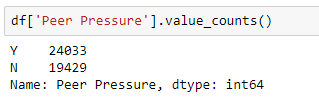 df['Peer Pressure'].value_counts()
Y    24033
N    19429
Name: Peer Pressure, dtype: int64